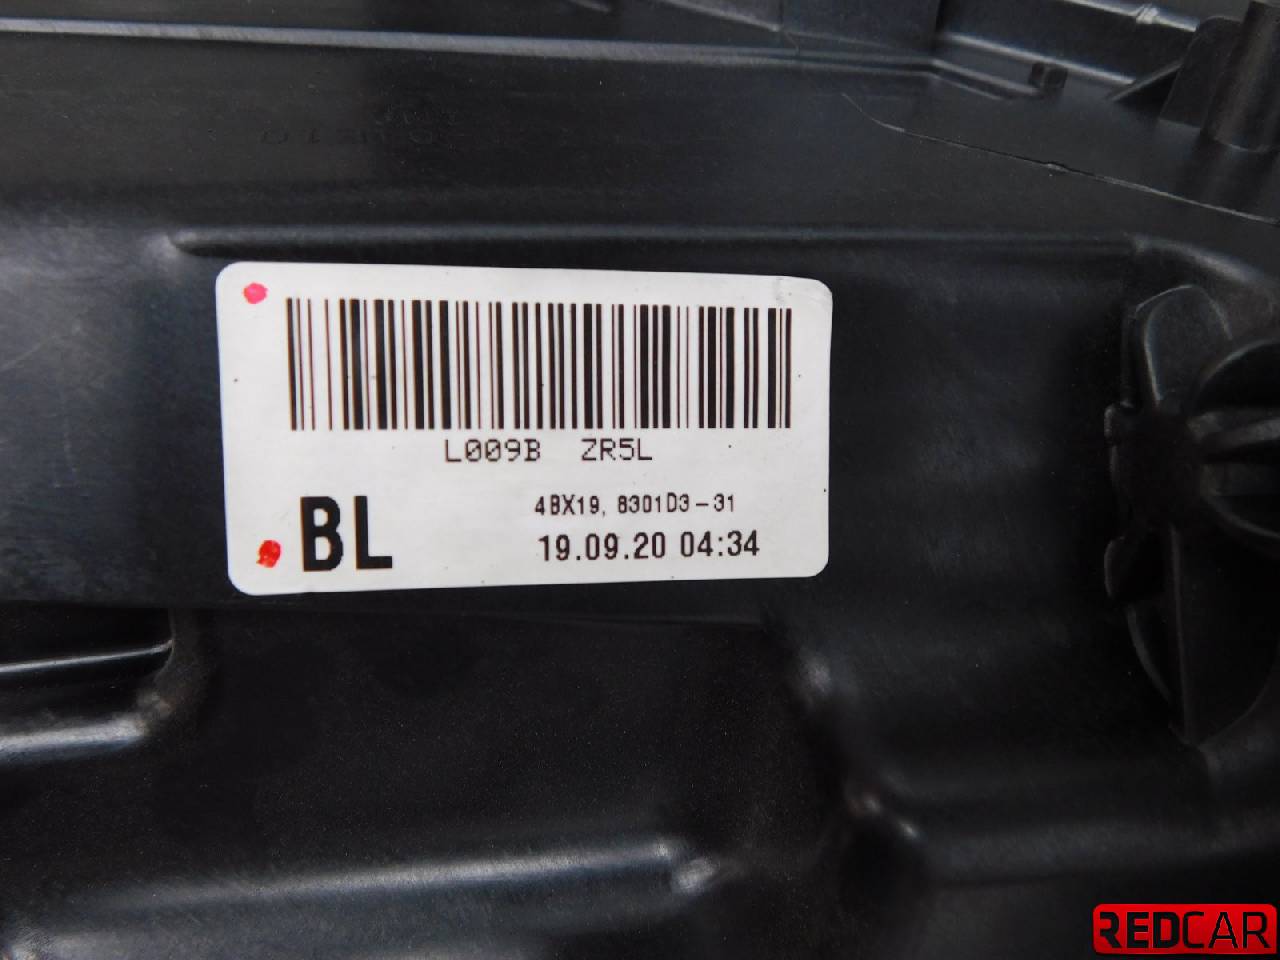 L009B ZR5L
BL
4BX19, 8301D3-31
19.09.20 04:34
REDCAR